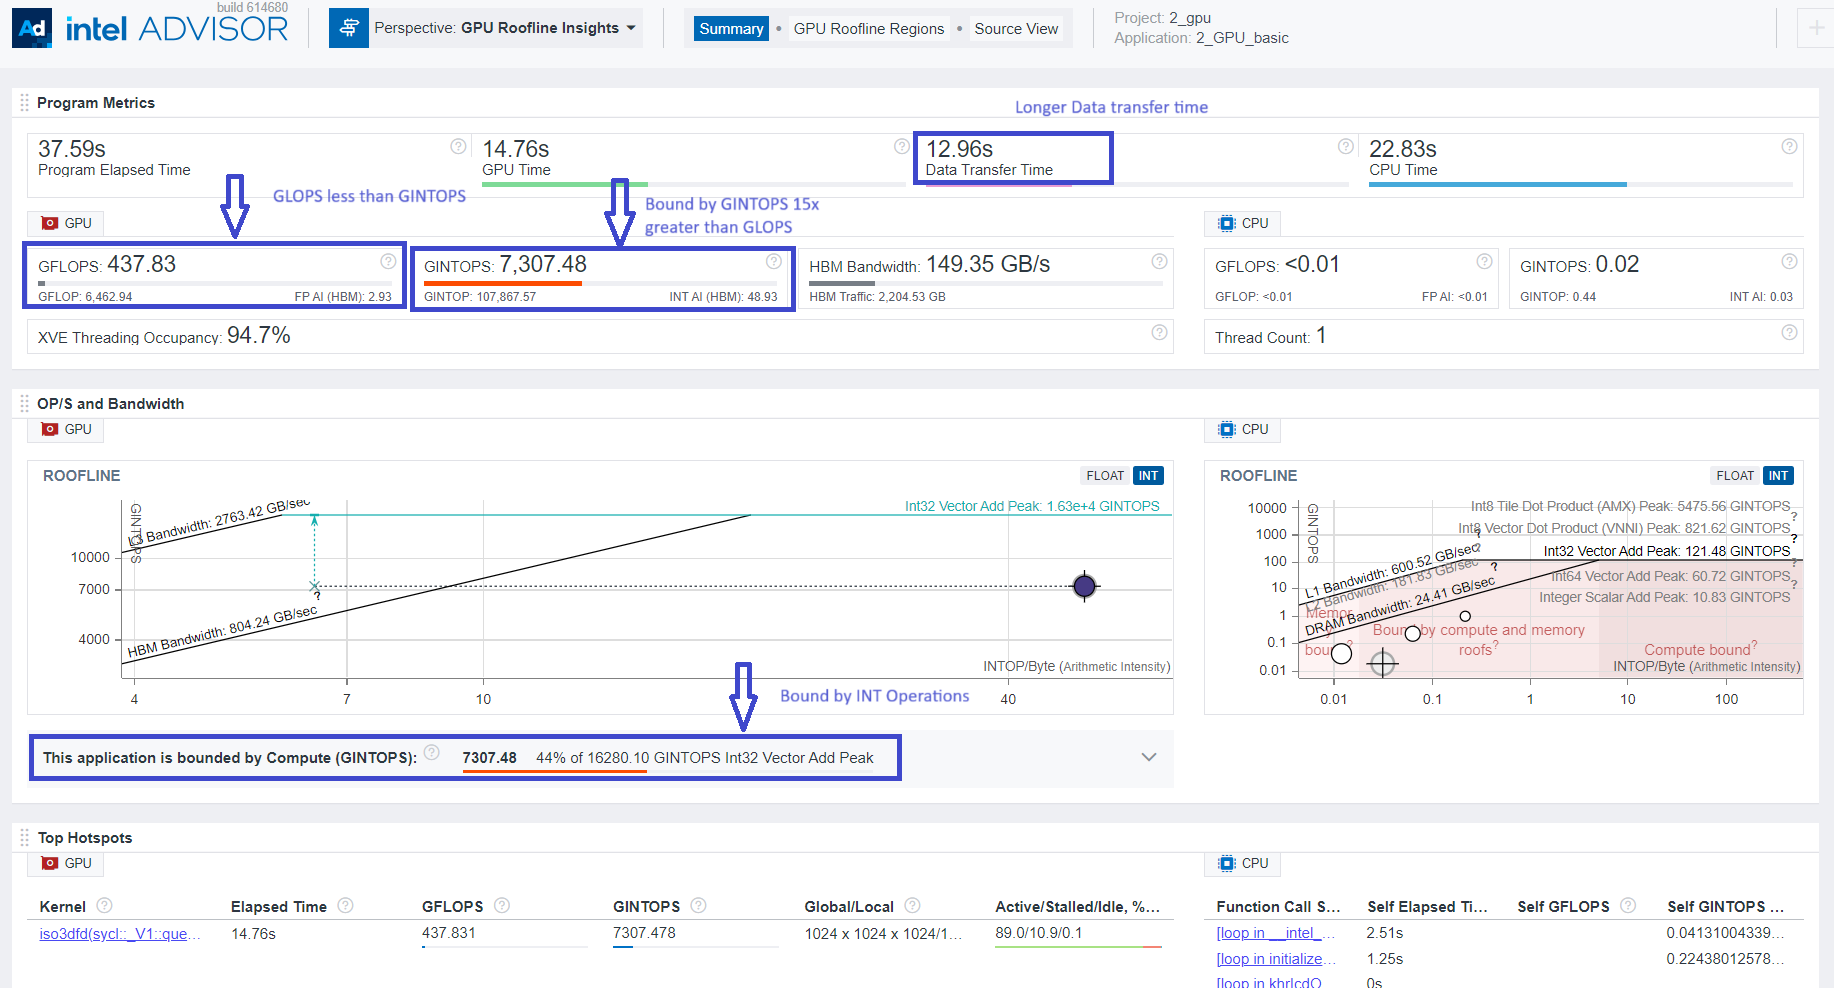 build 614680
Ad intel ADVISOR
Perspective: GPU Roofline Insights
Summary • GPU Roofline Regions • Source View
Project: 2_gpu
Application: 2_GPU_basic
Program Metrics
Longer Data transfer time
37.59s
Program Elapsed Time
14.76s
GPU Time
12.96s
Data Transfer Time
22.83s
CPU Time
GLOPS less than GINTOPS
Bound by GINTOPS 15x
greater than GLOPS
GPU
CPU
GFLOPS: 437.83
GFLOP: 6,462.94 FP AI (HBM): 2.93
GINTOPS: 7,307.48
GINTOP: 107,867.57 INT AI (HBM): 48.93
HBM Bandwidth: 149.35 GB/s
HBM Traffic: 2,204.53 GB
GFLOPS: <0.01
GFLOP: <0.01 FP AI: <0.01
GINTOPS: 0.02
GINTOP: 0.44 INT AI: 0.03
XVE Threading Occupancy: 94.7%
Thread Count: 1
OP/S and Bandwidth
GPU
CPU
ROOFLINE
FLOAT INT
GINTOPS
L3 Bandwidth: 2763.42 GB/sec
Int32 Vector Add Peak: 1.63e+4 GINTOPS
10000
7000
4000
?
HBM Bandwidth: 804.24 GB/sec
INTOP/Byte (Arithmetic Intensity)
4 7 10 40
ROOFLINE
FLOAT INT
GINTOPS
10000
1000
100
10
1
0.1
0.01
Int8 Tile Dot Product (AMX) Peak: 5475.56 GINTOPS ?
Int8 Vector Dot Product (VNNI) Peak: 821.62 GINTOPS ?
Int32 Vector Add Peak: 121.48 GINTOPS ?
Int64 Vector Add Peak: 60.72 GINTOPS ?
Integer Scalar Add Peak: 10.83 GINTOPS
L1 Bandwidth: 600.52 GB/sec ?
L2 Bandwidth: 181.83 GB/sec ?
DRAM Bandwidth: 24.41 GB/sec ?
Memor
y
bou ?
Bound by compute and memory
roofs?
Compute bound?
INTOP/Byte (Arithmetic Intensity)
0.01 0.1 1 10 100
Bound by INT Operations
This application is bounded by Compute (GINTOPS): 7307.48 44% of 16280.10 GINTOPS Int32 Vector Add Peak
Top Hotspots
GPU
CPU
Kernel Elapsed Time GFLOPS GINTOPS Global/Local Active/Stalled/Idle, %...
iso3dfd(sycl::_V1::que... 14.76s 437.831 7307.478 1024 x 1024 x 1024/1... 89.0/10.9/0.1
Function Call S... Self Elapsed Ti... Self GFLOPS Self GINTOPS ...
[loop in __intel_... 2.51s 0.04131004339...
[loop in initialize... 1.25s 0.22438012578...
[loop in khrIcdO 0s